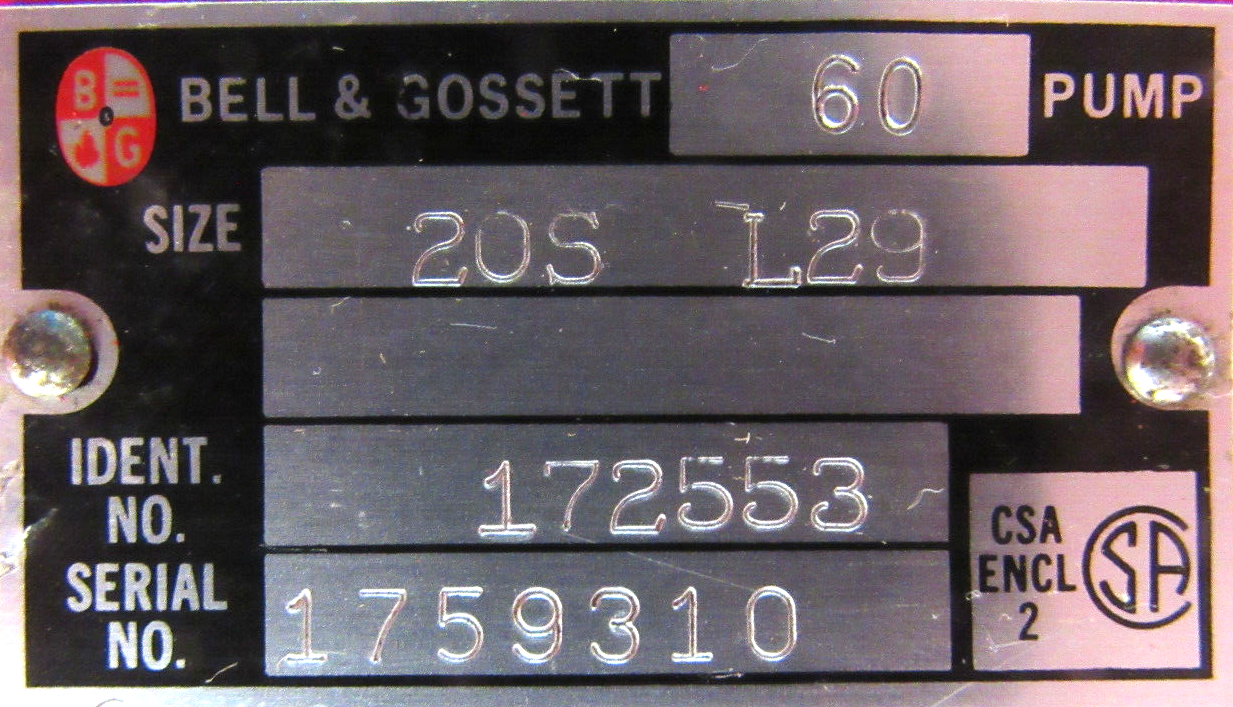 B G
BELL & GOSSETT 60 PUMP
SIZE 20S L29
IDENT. NO. 172553
SERIAL NO. 1759310
CSA
ENCL
2
SA